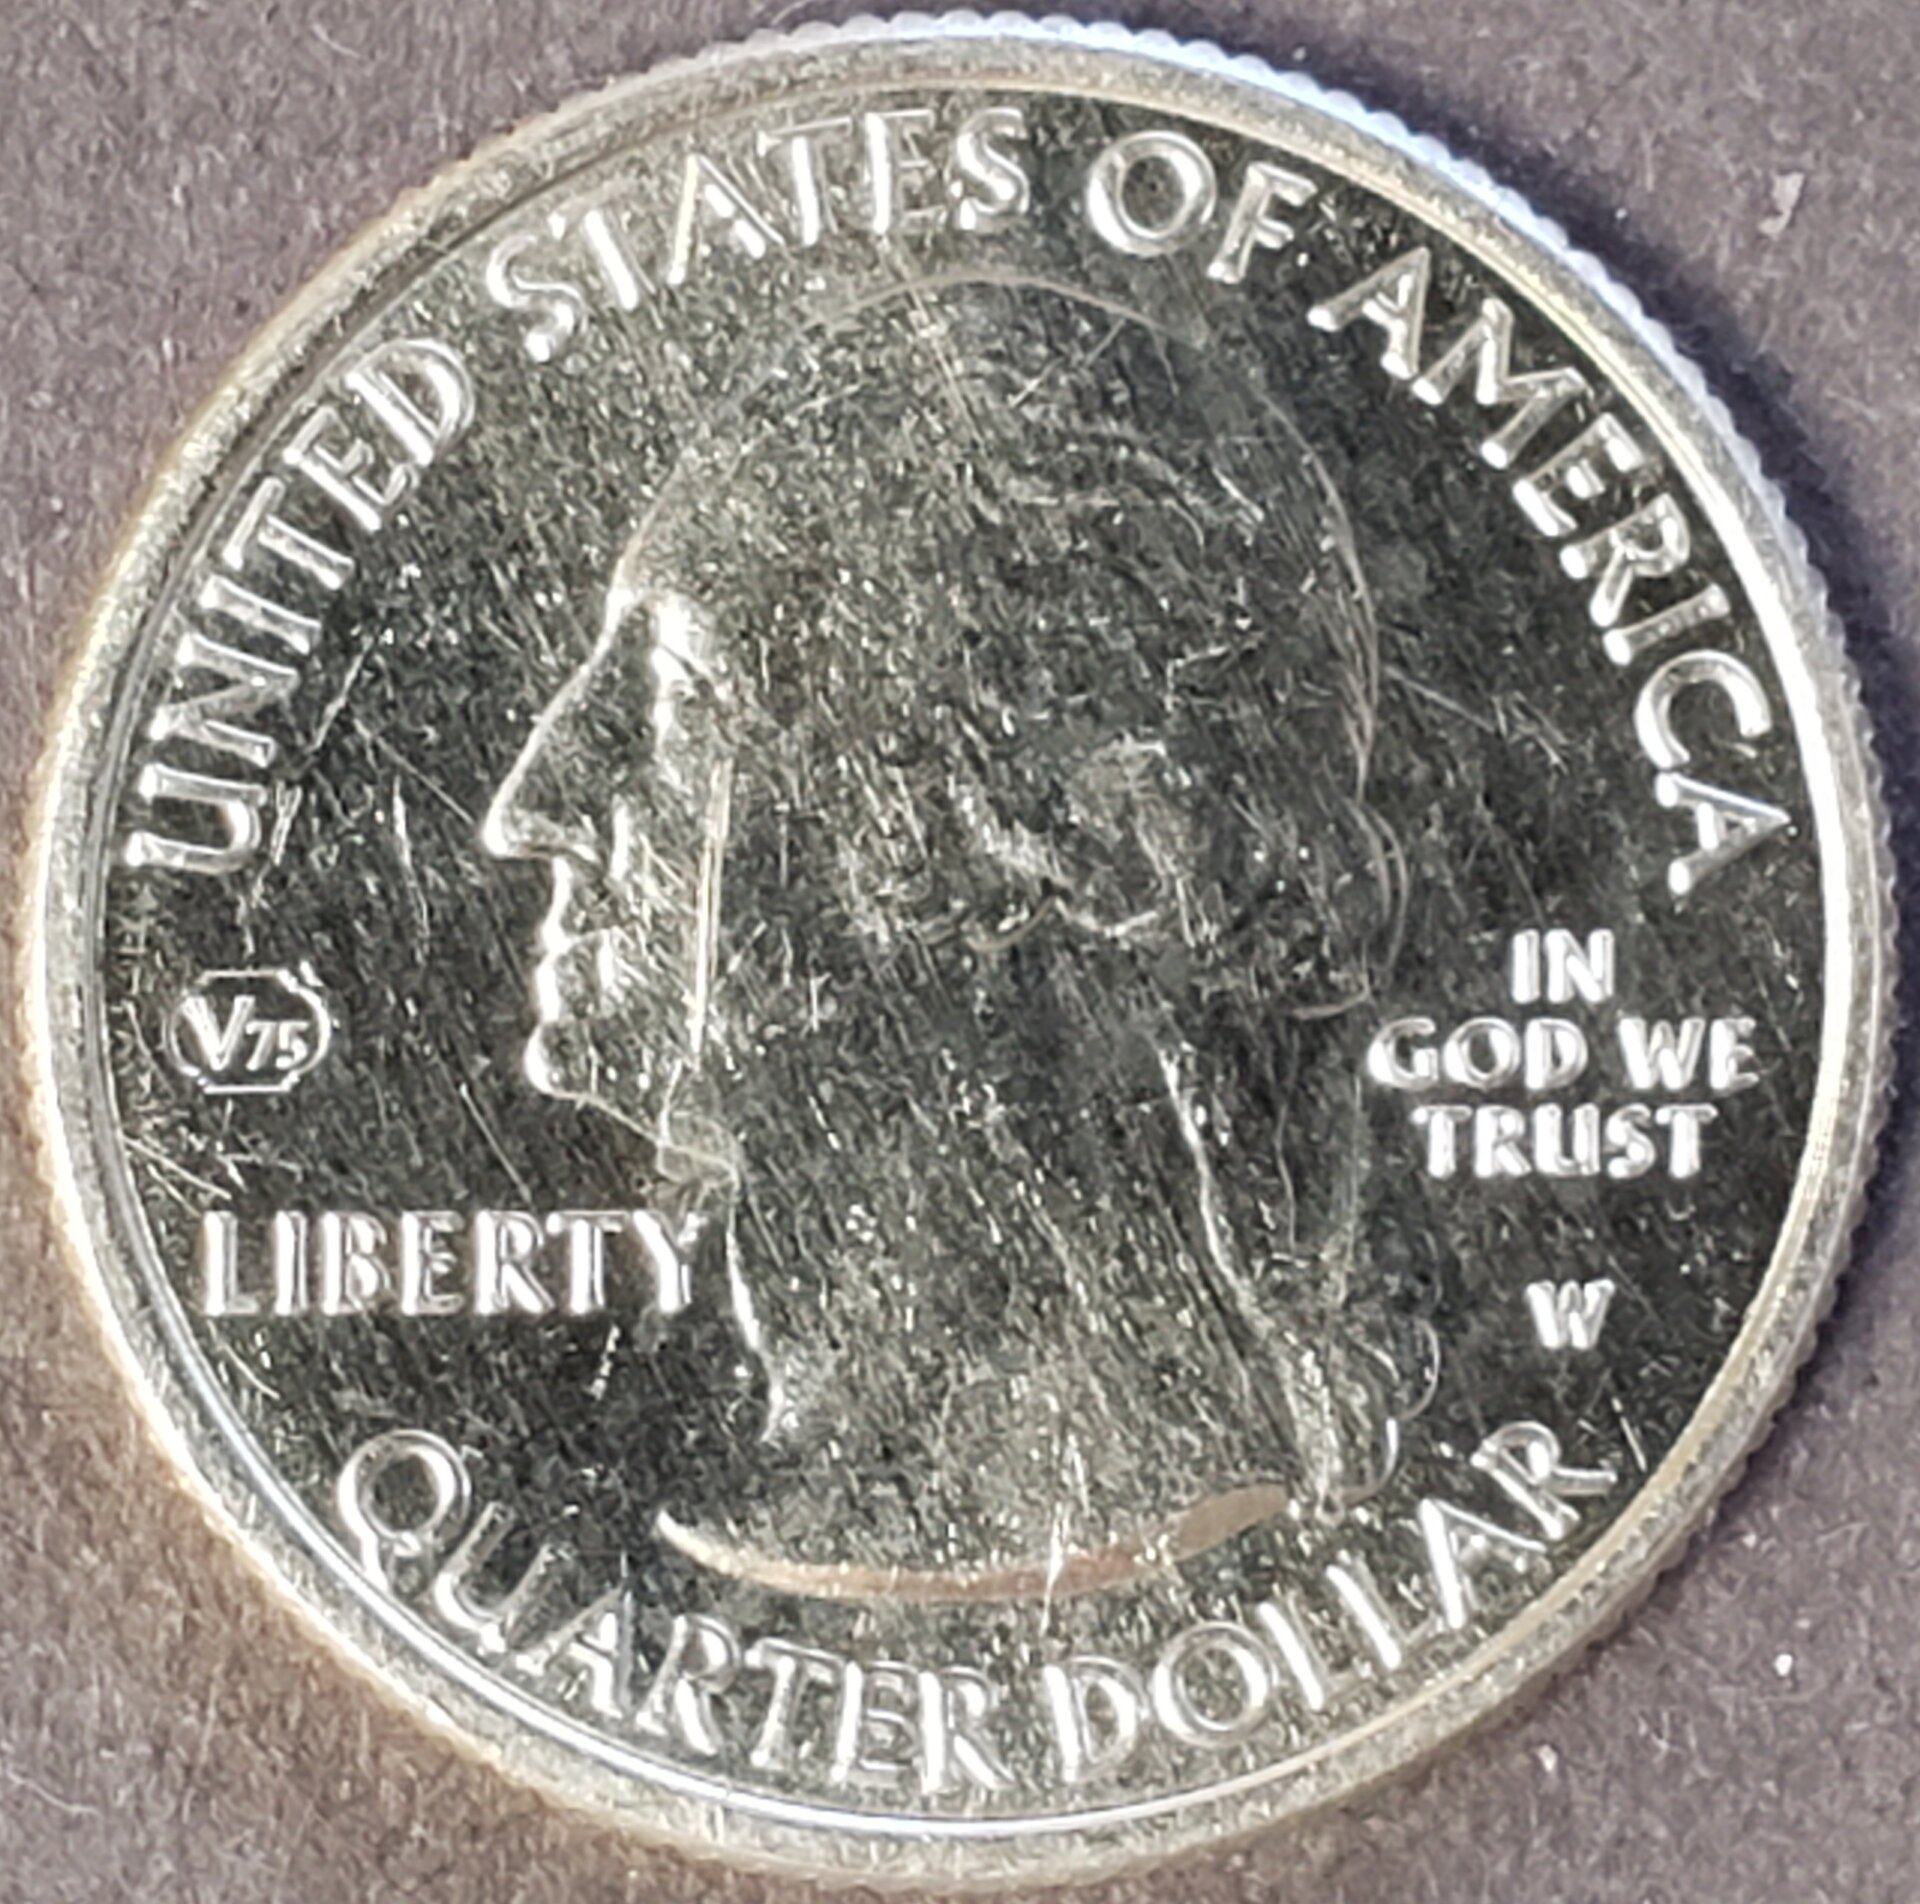 UNITED STATES OF AMERICA
V75
LIBERTY
IN
GOD WE
TRUST
W
QUARTER DOLLAR